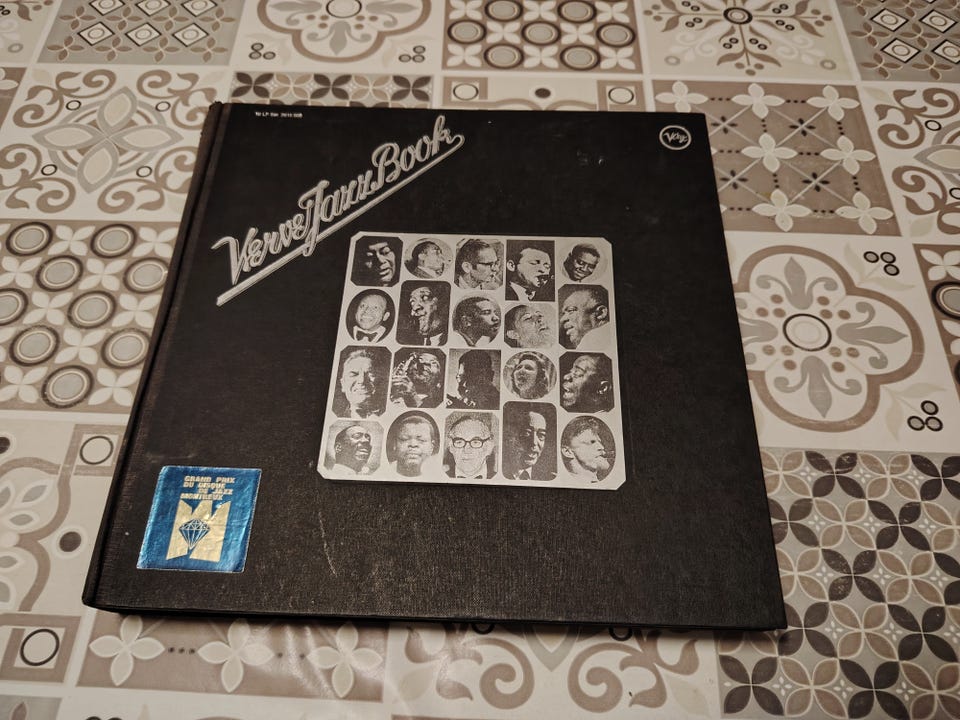 Verve Jazz Book
Verve
GRAND PRIX
DU DISQUE
DE JAZZ
MONTREUX